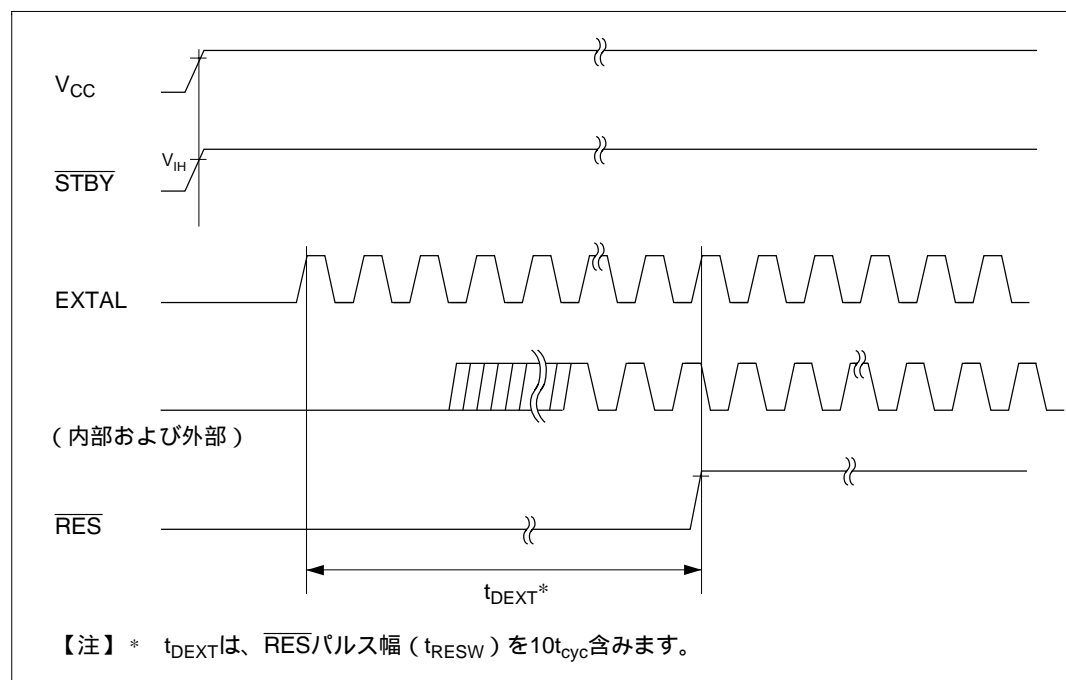 VCC
VIH
STBY
EXTAL
(内部および外部)
RES
tDEXT*
【注】* tDEXTは、RESパルス幅(tRESW)を10tcyc含みます。